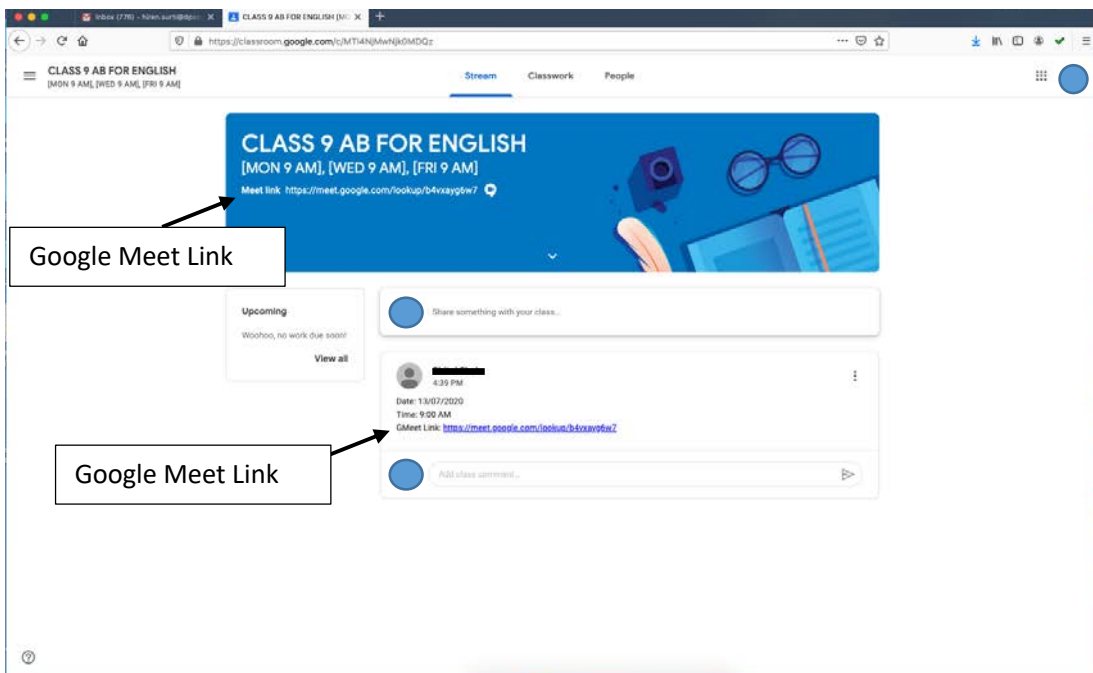 CLASS 9 AB FOR ENGLISH
https://classroom.google.com/c/MTI4NjMwNjk0MDQz
CLASS 9 AB FOR ENGLISH
[MON 9 AM], [WED 9 AM], [FRI 9 AM]
Stream Classwork People
CLASS 9 AB FOR ENGLISH
[MON 9 AM], [WED 9 AM], [FRI 9 AM]
Meet link https://meet.google.com/lookup/b4vxayg6w7
Google Meet Link
Upcoming
Woohoo, no work due soon!
View all
Share something with your class...
4:39 PM
Date: 13/07/2020
Time: 9:00 AM
GMeet Link: https://meet.google.com/lookup/b4vxayg6w7
Google Meet Link
Add class comment...